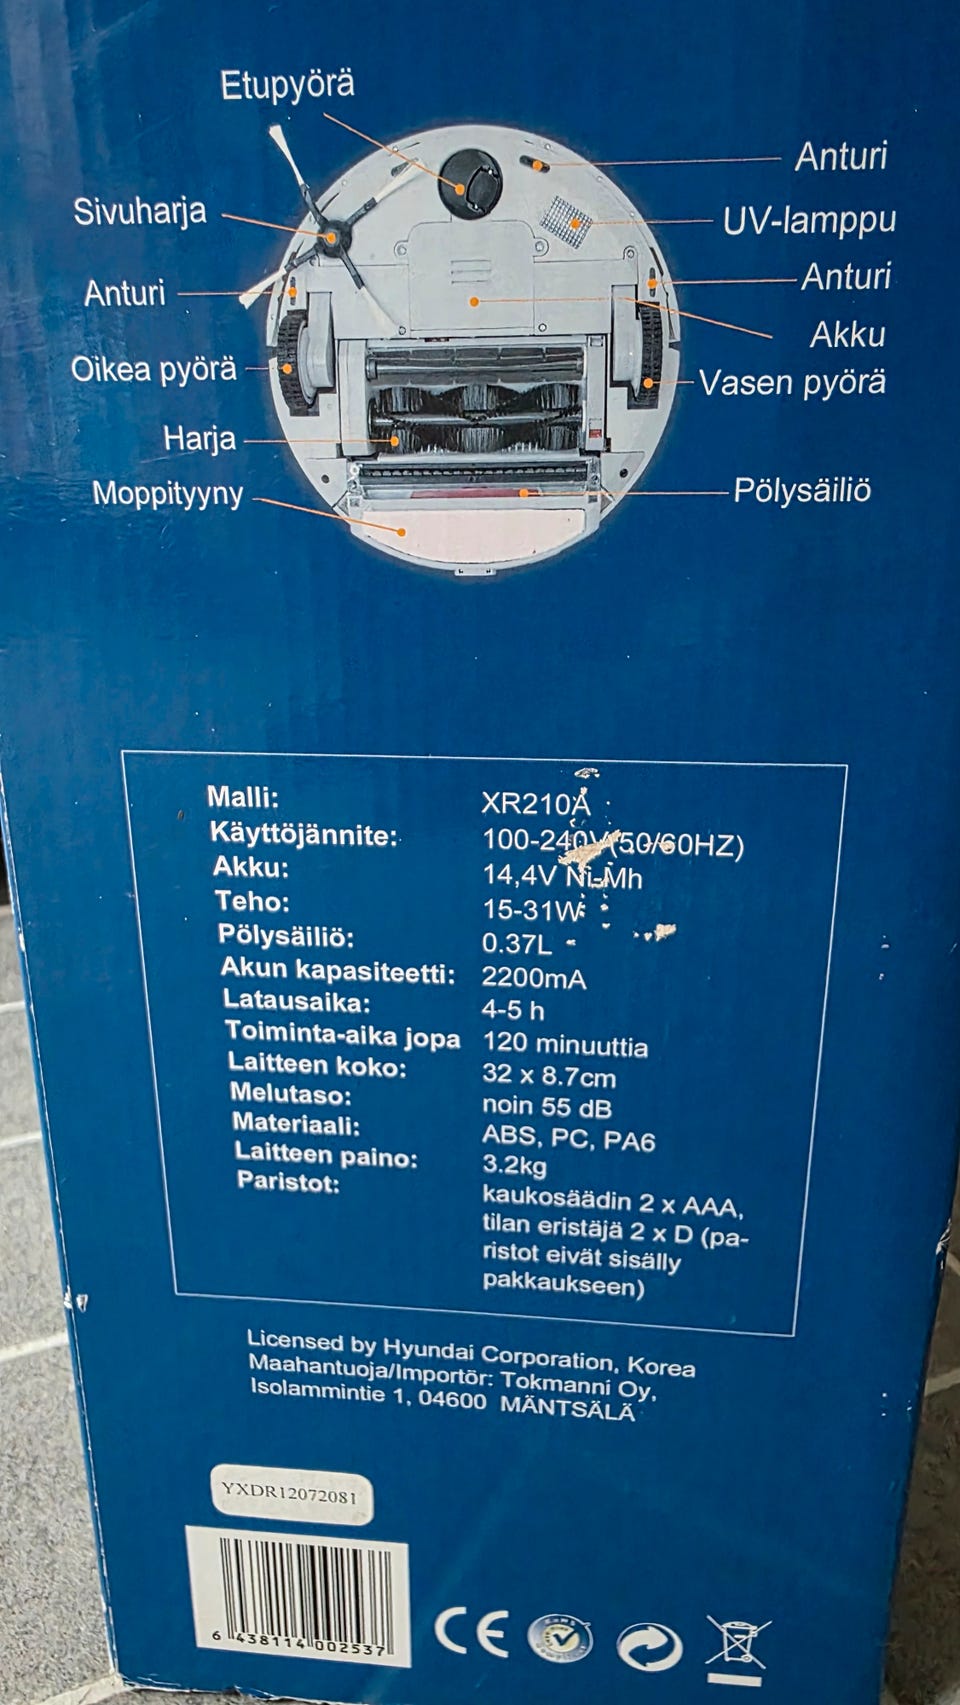 Etupyörä
Anturi
Sivuharja
UV-lamppu
Anturi
Anturi
Akku
Oikea pyörä
Vasen pyörä
Harja
Moppityyny
Pölysäiliö
Malli: XR210A
Käyttöjännite: 100-240V(50/60HZ)
Akku: 14,4V Ni-Mh
Teho: 15-31W
Pölysäiliö: 0.37L
Akun kapasiteetti: 2200mA
Latausaika: 4-5 h
Toiminta-aika jopa 120 minuuttia
Laitteen koko: 32 x 8.7cm
Melutaso: noin 55 dB
Materiaali: ABS, PC, PA6
Laitteen paino: 3.2kg
Paristot: kaukosäädin 2 x AAA,
tilan eristäjä 2 x D (pa-
ristot eivät sisälly
pakkaukseen)
Licensed by Hyundai Corporation, Korea
Maahantuoja/Importör: Tokmanni Oy,
Isolammintie 1, 04600 MÄNTSÄLÄ
YXDR12072081
6 438114 002537
CE